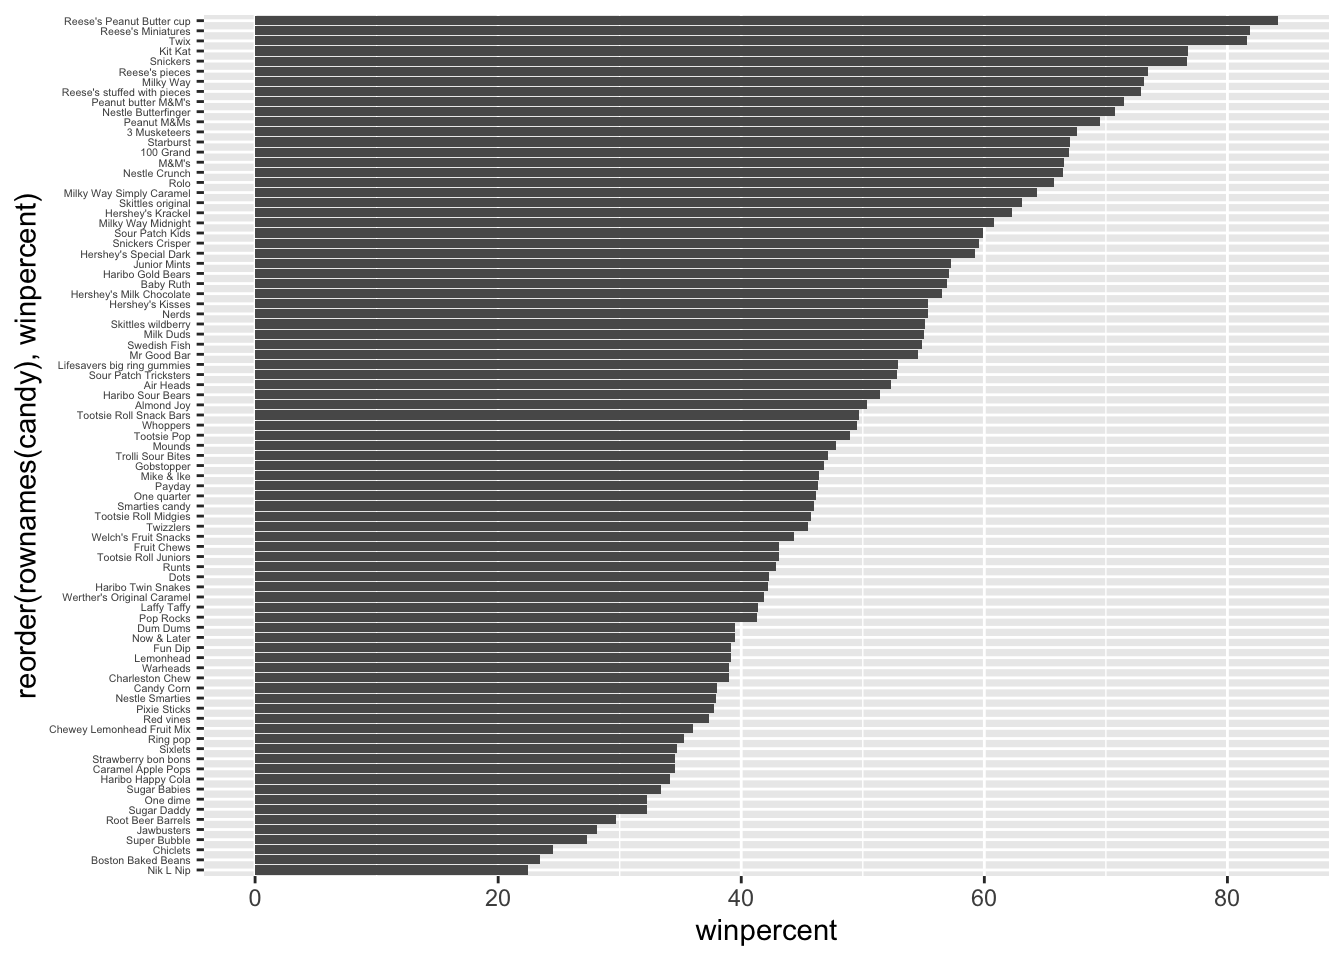 Reese's Peanut Butter cup
Reese's Miniatures
Twix
Kit Kat
Snickers
Reese's pieces
Milky Way
Reese's stuffed with pieces
Peanut butter M&M's
Nestle Butterfinger
Peanut M&Ms
3 Musketeers
Starburst
100 Grand
M&M's
Nestle Crunch
Rolo
Milky Way Simply Caramel
Skittles original
Hershey's Krackel
Milky Way Midnight
Sour Patch Kids
Snickers Crisper
Hershey's Special Dark
Junior Mints
Haribo Gold Bears
Baby Ruth
Hershey's Milk Chocolate
Hershey's Kisses
Nerds
Skittles wildberry
Milk Duds
Swedish Fish
Mr Good Bar
Lifesavers big ring gummies
Sour Patch Tricksters
Air Heads
Haribo Sour Bears
Almond Joy
Tootsie Roll Snack Bars
Whoppers
Tootsie Pop
Mounds
Trolli Sour Bites
Gobstopper
Mike & Ike
Payday
One quarter
Smarties candy
Tootsie Roll Midgies
Twizzlers
Welch's Fruit Snacks
Fruit Chews
Tootsie Roll Juniors
Runts
Dots
Haribo Twin Snakes
Werther's Original Caramel
Laffy Taffy
Pop Rocks
Dum Dums
Now & Later
Fun Dip
Lemonhead
Warheads
Charleston Chew
Candy Corn
Nestle Smarties
Pixie Sticks
Red vines
Chewey Lemonhead Fruit Mix
Ring pop
Sixlets
Strawberry bon bons
Caramel Apple Pops
Haribo Happy Cola
Sugar Babies
One dime
Sugar Daddy
Root Beer Barrels
Jawbusters
Super Bubble
Chiclets
Boston Baked Beans
Nik L Nip
reorder(rownames(candy), winpercent)
0 20 40 60 80
winpercent